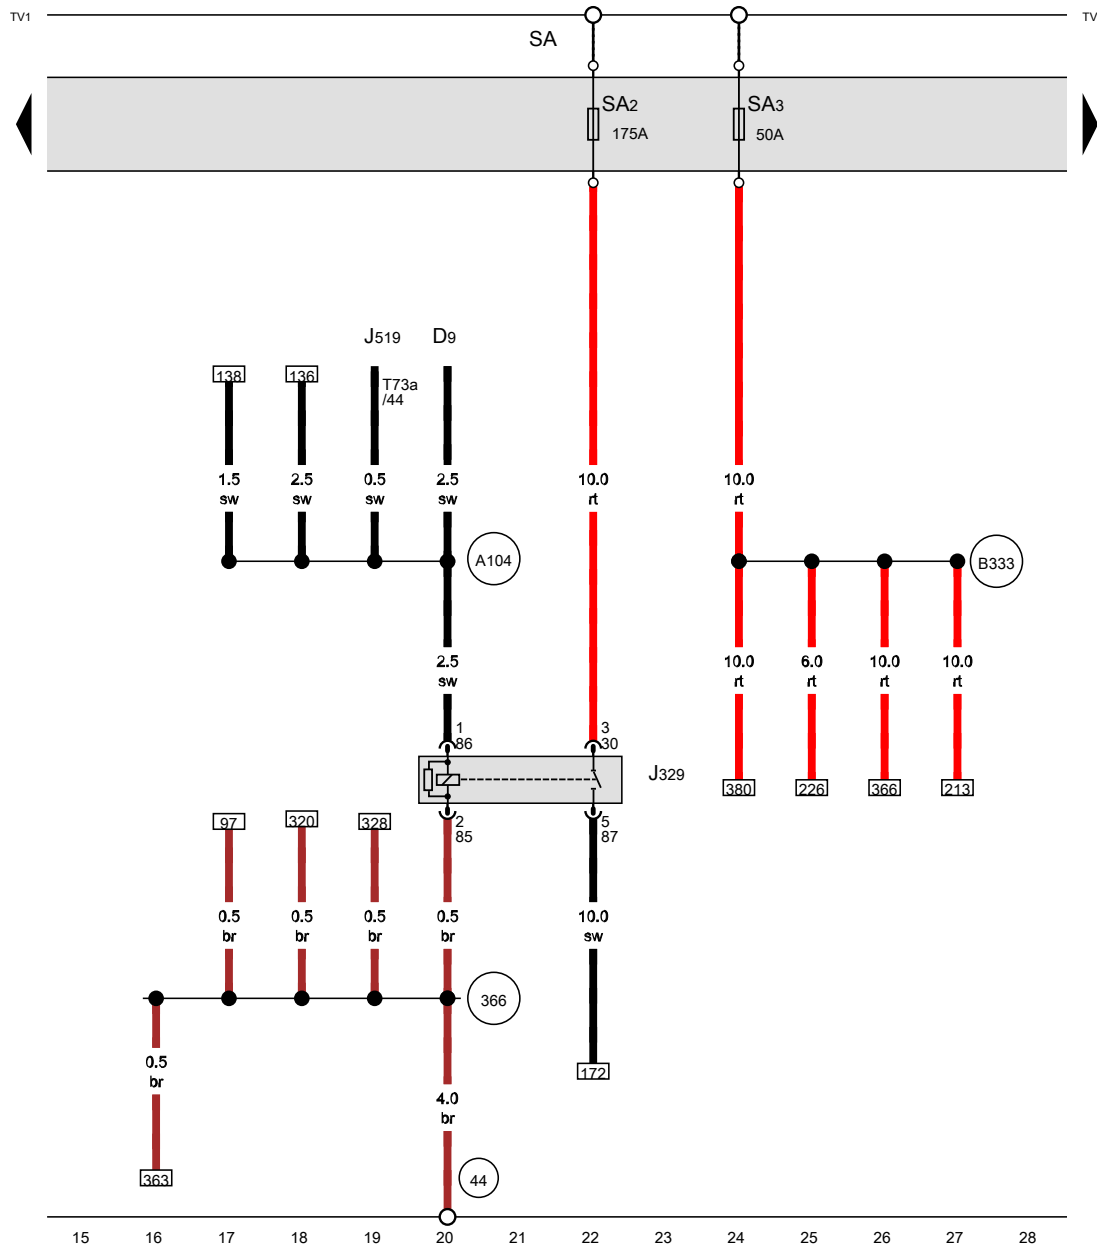 TV1
TV
SA
SA2
175A
SA3
50A
J519
D9
138
136
T73a
/44
1.5
sw
2.5
sw
0.5
sw
2.5
sw
10.0
rt
10.0
rt
A104
B333
2.5
sw
10.0
rt
6.0
rt
10.0
rt
10.0
rt
1
86
3
30
J329
380
226
366
213
97
320
328
2
85
5
87
0.5
br
0.5
br
0.5
br
0.5
br
10.0
sw
366
0.5
br
172
4.0
br
363
44
15 16 17 18 19 20 21 22 23 24 25 26 27 28